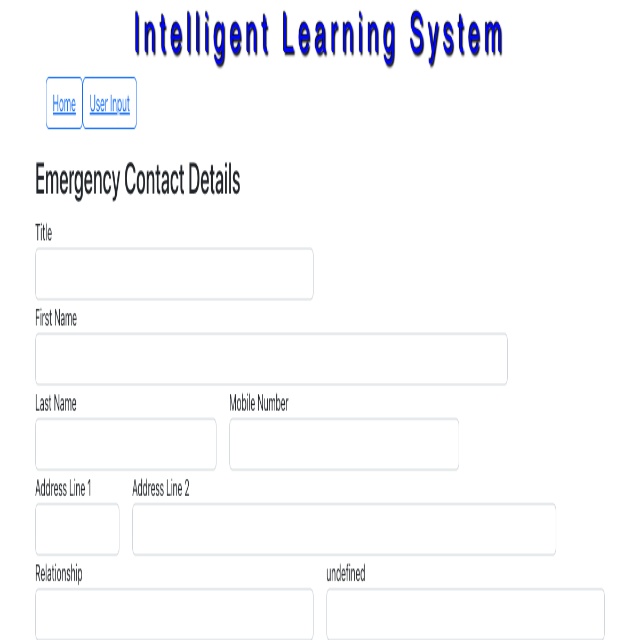 Intelligent Learning System
Home User Input
Emergency Contact Details
Title
First Name
Last Name Mobile Number
Address Line 1 Address Line 2
Relationship undefined